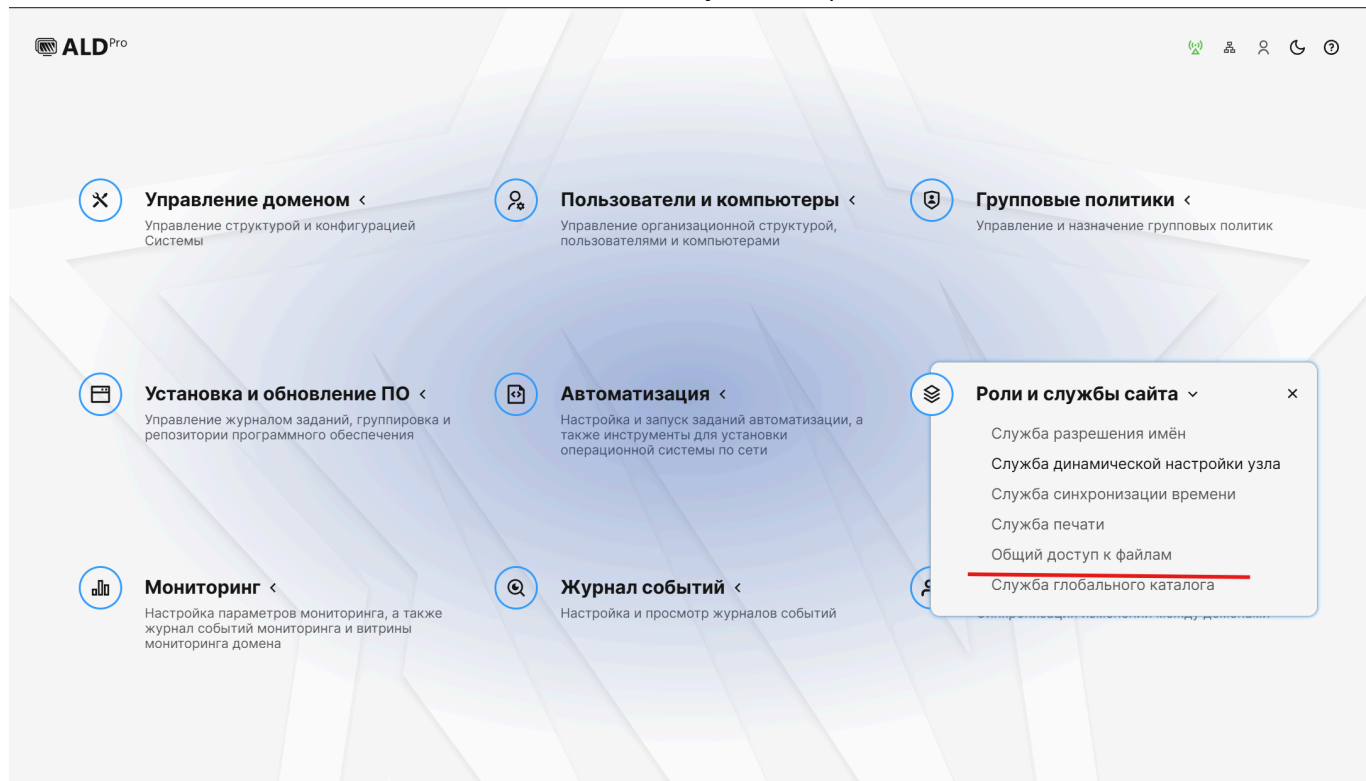 ALD Pro
Управление доменом
Управление структурой и конфигурацией
Системы
Пользователи и компьютеры
Управление организационной структурой,
пользователями и компьютерами
Групповые политики
Управление и назначение групповых политик
Установка и обновление ПО
Управление журналом заданий, группировка и
репозитории программного обеспечения
Автоматизация
Настройка и запуск заданий автоматизации, а
также инструменты для установки
операционной системы по сети
Роли и службы сайта
Служба разрешения имён
Служба динамической настройки узла
Служба синхронизации времени
Служба печати
Общий доступ к файлам
Служба глобального каталога
Мониторинг
Настройка параметров мониторинга, а также
журнал событий мониторинга и витрины
мониторинга домена
Журнал событий
Настройка и просмотр журналов событий